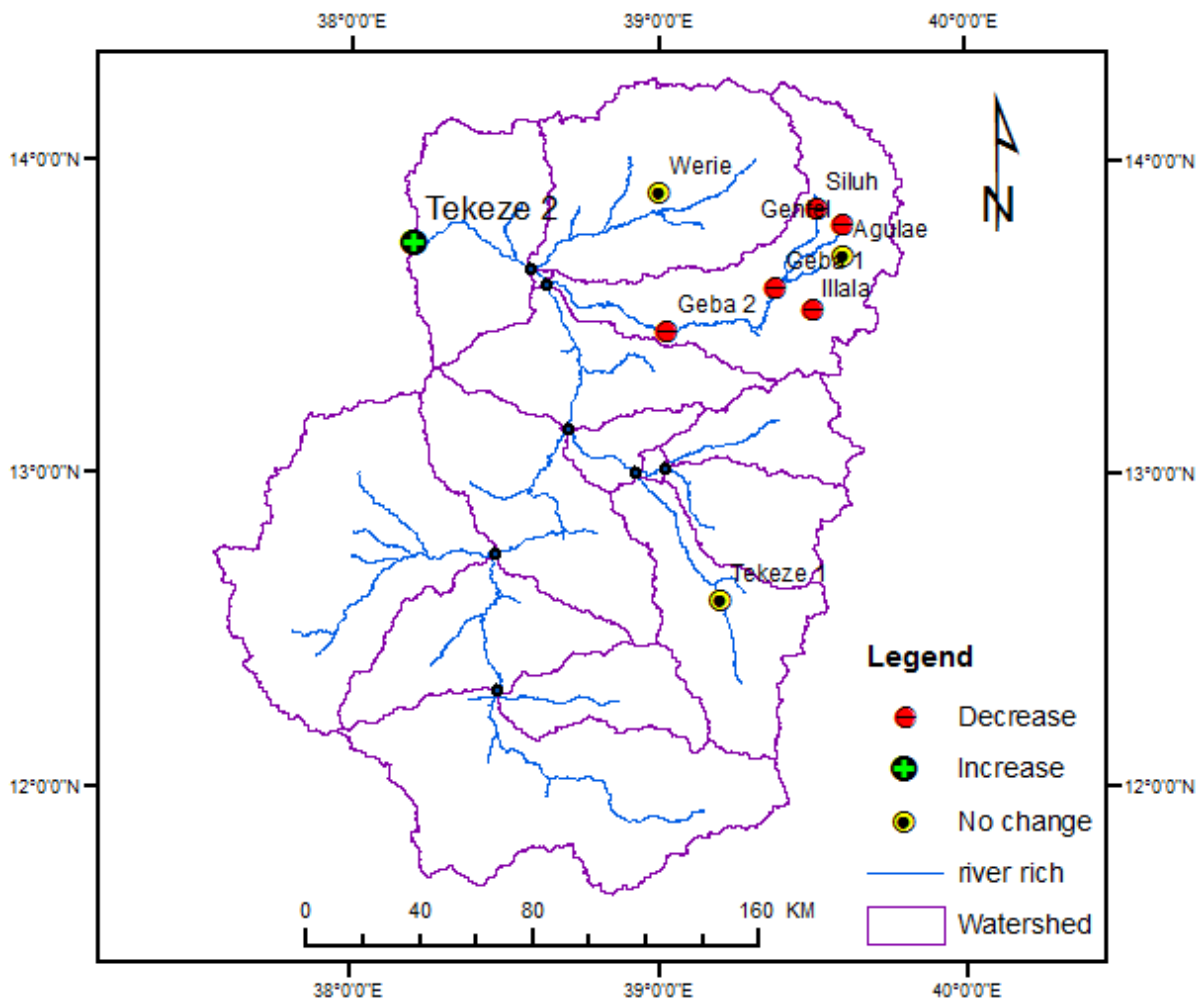 38°0'0"E 39°0'0"E 40°0'0"E
14°0'0"N 14°0'0"N
Werie
Siluh
Tekeze 2
Genfel
Agulae
Geba 1
Geba 2
Illala
13°0'0"N 13°0'0"N
Tekeze 1
Legend
Decrease
12°0'0"N 12°0'0"N
Increase
No change
river rich
0 40 80 160 KM
Watershed
N
38°0'0"E 39°0'0"E 40°0'0"E